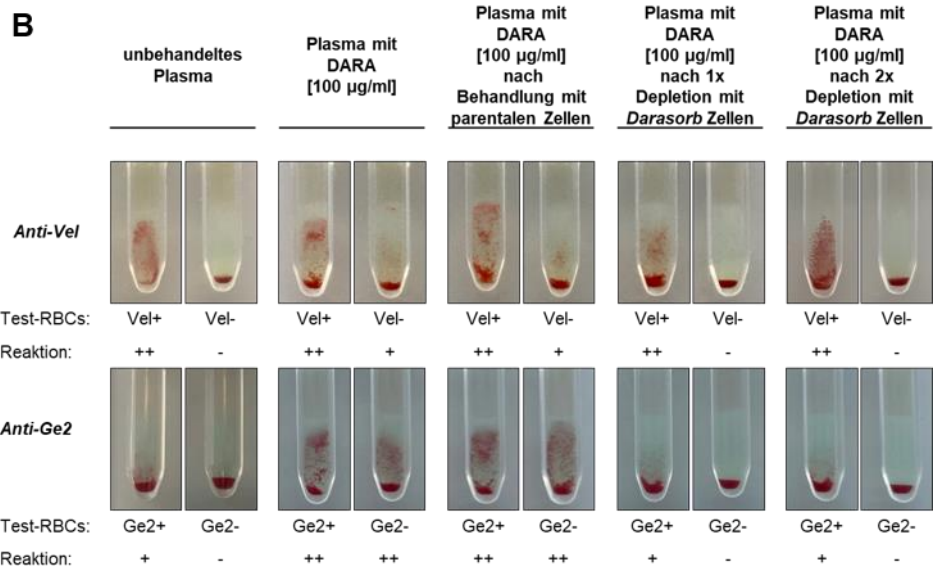 B
unbehandeltes
Plasma
Plasma mit
DARA
[100 µg/ml]
Plasma mit
DARA
[100 µg/ml]
nach
Behandlung mit
parentalen Zellen
Plasma mit
DARA
[100 µg/ml]
nach 1x
Depletion mit
Darasorb Zellen
Plasma mit
DARA
[100 µg/ml]
nach 2x
Depletion mit
Darasorb Zellen
Anti-Vel
Test-RBCs: Vel+ Vel- Vel+ Vel- Vel+ Vel- Vel+ Vel- Vel+ Vel-
Reaktion: ++ - ++ + ++ + ++ - ++ -
Anti-Ge2
Test-RBCs: Ge2+ Ge2- Ge2+ Ge2- Ge2+ Ge2- Ge2+ Ge2- Ge2+ Ge2-
Reaktion: + - ++ ++ ++ ++ + - + -